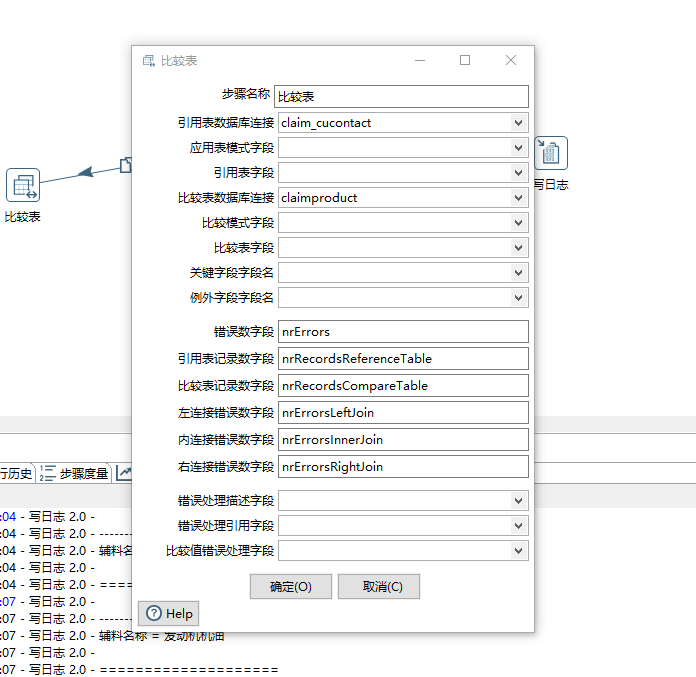 比较表
步骤名称 比较表
引用表数据库连接 claim_cucontact
应用表模式字段
引用表字段
比较表数据库连接 claimproduct
比较模式字段
比较表字段
关键字段字段名
例外字段字段名
错误数字段 nrErrors
引用表记录数字段 nrRecordsReferenceTable
比较表记录数字段 nrRecordsCompareTable
左连接错误数字段 nrErrorsLeftJoin
内连接错误数字段 nrErrorsInnerJoin
右连接错误数字段 nrErrorsRightJoin
错误处理描述字段
错误处理引用字段
比较值错误处理字段
确定(O) 取消(C)
Help
比较表
写日志
行历史 步骤度量
:04 - 写日志 2.0 -
:04 - 写日志 2.0 - -------
:04 - 写日志 2.0 - 辅料名
:04 - 写日志 2.0 -
:04 - 写日志 2.0 - ====
:07 - 写日志 2.0 -
:07 - 写日志 2.0 - -------
:07 - 写日志 2.0 - 辅料名称 = 发动机机油
:07 - 写日志 2.0 -
:07 - 写日志 2.0 - ====================